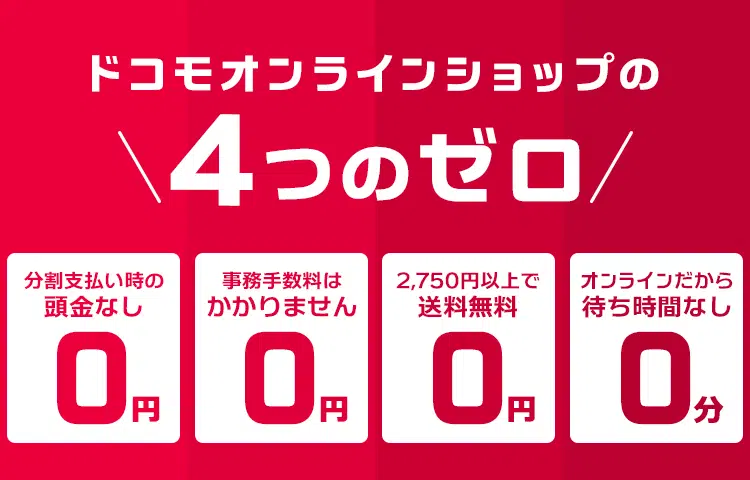 ドコモオンラインショップの
4つのゼロ
分割支払い時の
頭金なし
0円
事務手数料は
かかりません
0円
2,750円以上で
送料無料
0円
オンラインだから
待ち時間なし
0分